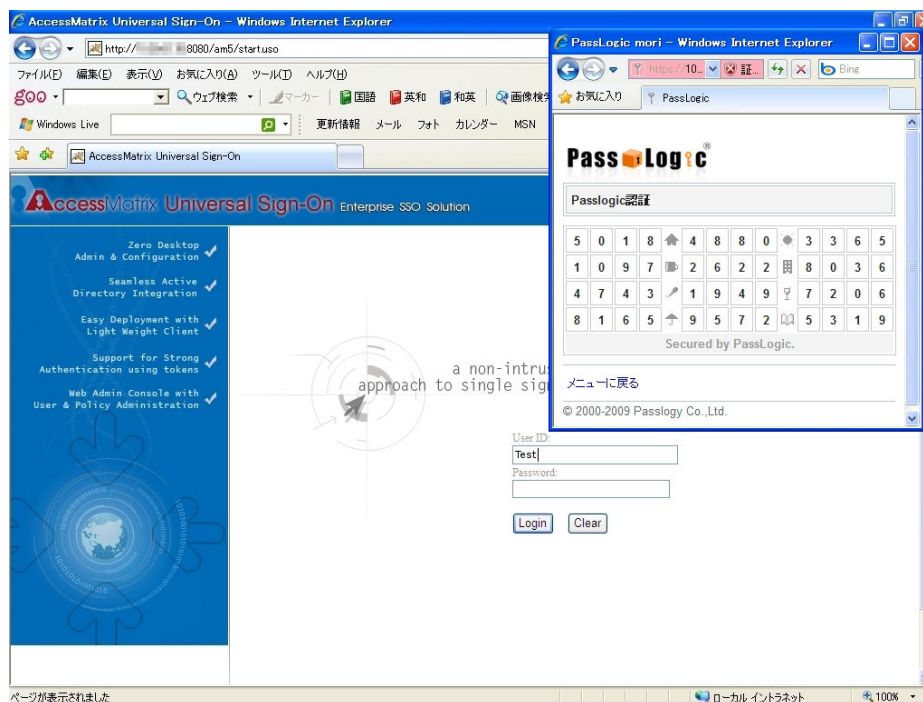 AccessMatrix Universal Sign-On - Windows Internet Explorer
http:// 8080/am5/start.uso
ファイル(F) 編集(E) 表示(V) お気に入り(A) ツール(T) ヘルプ(H)
goo ウェブ検索 マーカー 国語 英和 和英 画像検索
Windows Live 更新情報 メール フォト カレンダー MSN
AccessMatrix Universal Sign-On
AccessMatrix Universal Sign-On Enterprise SSO Solution
Zero Desktop
Admin & Configuration
Seamless Active
Directory Integration
Easy Deployment with
Light Weight Client
Support for Strong
Authentication using tokens
Web Admin Console with
User & Policy Administration
a non-intru
approach to single sig
User ID:
Test
Password:
Login Clear
PassLogic mori - Windows Internet Explorer
https://10... 証... Bing
お気に入り PassLogic
PassLogic®
Passlogic認証
5 0 1 8 4 8 8 0 3 3 6 5
1 0 9 7 2 6 2 2 8 0 3 6
4 7 4 3 1 9 4 9 7 2 0 6
8 1 6 5 9 5 7 2 5 3 1 9
Secured by PassLogic.
メニューに戻る
© 2000-2009 Passlogy Co.,Ltd.
ページが表示されました ローカル イントラネット 100%